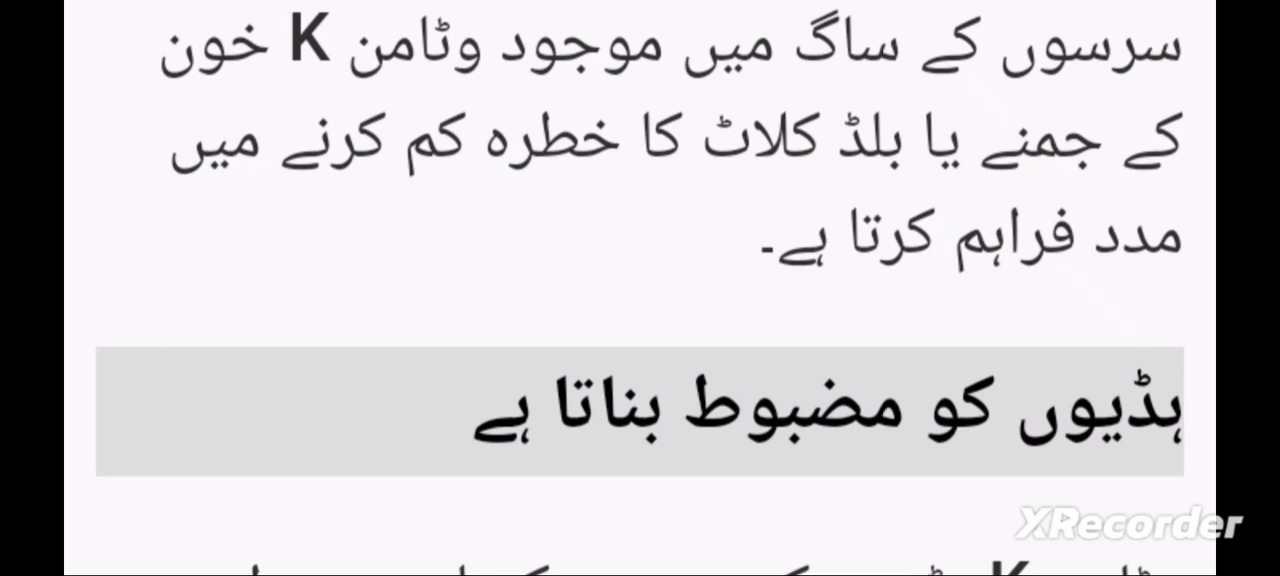 سرسوں کے ساگ میں موجود وٹامن K خون
کے جمنے یا بلڈ کلاٹ کا خطرہ کم کرنے میں
مدد فراہم کرتا ہے۔
ہڈیوں کو مضبوط بناتا ہے
XRecorder